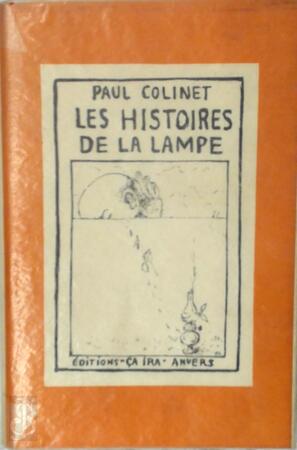 PAUL COLINET
LES HISTOIRES
DE LA LAMPE
ÉDITIONS-"ÇA IRA"-ANVERS